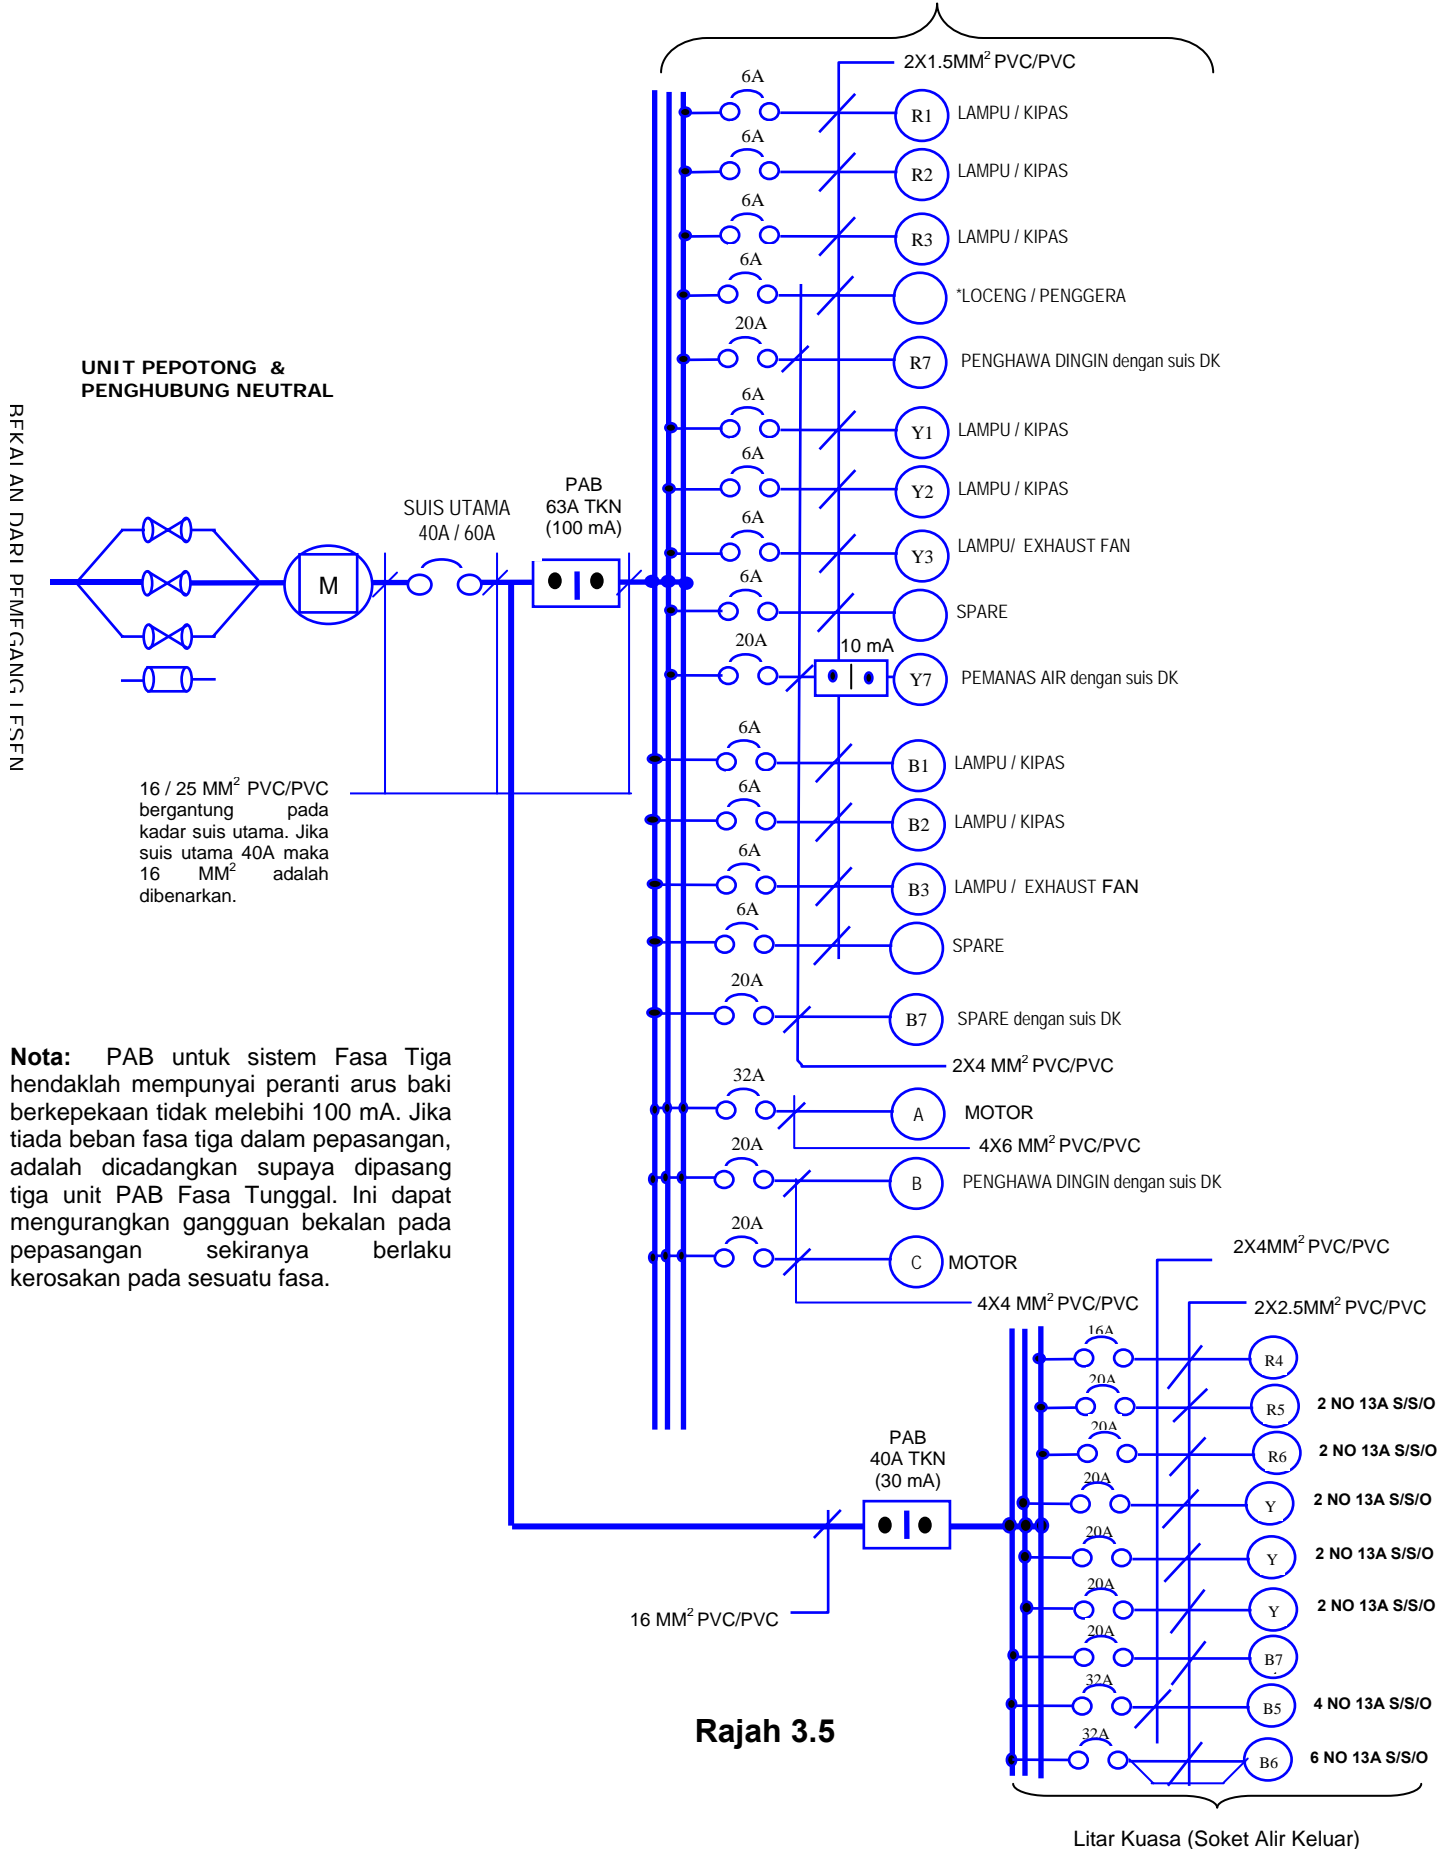 2X1.5MM² PVC/PVC
6A
R1 LAMPU / KIPAS
6A
R2 LAMPU / KIPAS
6A
R3 LAMPU / KIPAS
6A
*LOCENG / PENGGERA
20A
R7 PENGHAWA DINGIN dengan suis DK
6A
Y1 LAMPU / KIPAS
6A
Y2 LAMPU / KIPAS
6A
Y3 LAMPU/ EXHAUST FAN
6A
SPARE
20A
10 mA
Y7 PEMANAS AIR dengan suis DK
6A
B1 LAMPU / KIPAS
6A
B2 LAMPU / KIPAS
6A
B3 LAMPU / EXHAUST FAN
6A
SPARE
20A
B7 SPARE dengan suis DK
2X4 MM² PVC/PVC
32A
A MOTOR
4X6 MM² PVC/PVC
20A
B PENGHAWA DINGIN dengan suis DK
20A
C MOTOR
4X4 MM² PVC/PVC
UNIT PEPOTONG &
PENGHUBUNG NEUTRAL
BEKALAN DARI PEMEGANG LESEN
M
SUIS UTAMA
40A / 60A
PAB
63A TKN
(100 mA)
16 / 25 MM² PVC/PVC
bergantung pada
kadar suis utama. Jika
suis utama 40A maka
16 MM² adalah
dibenarkan.
Nota: PAB untuk sistem Fasa Tiga
hendaklah mempunyai peranti arus baki
berkepekaan tidak melebihi 100 mA. Jika
tiada beban fasa tiga dalam pepasangan,
adalah dicadangkan supaya dipasang
tiga unit PAB Fasa Tunggal. Ini dapat
mengurangkan gangguan bekalan pada
pepasangan sekiranya berlaku
kerosakan pada sesuatu fasa.
2X4MM² PVC/PVC
2X2.5MM² PVC/PVC
16A
R4
20A
R5 2 NO 13A S/S/O
20A
R6 2 NO 13A S/S/O
20A
Y 2 NO 13A S/S/O
20A
Y 2 NO 13A S/S/O
20A
Y 2 NO 13A S/S/O
20A
B7
32A
B5 4 NO 13A S/S/O
32A
B6 6 NO 13A S/S/O
PAB
40A TKN
(30 mA)
16 MM² PVC/PVC
Rajah 3.5
Litar Kuasa (Soket Alir Keluar)